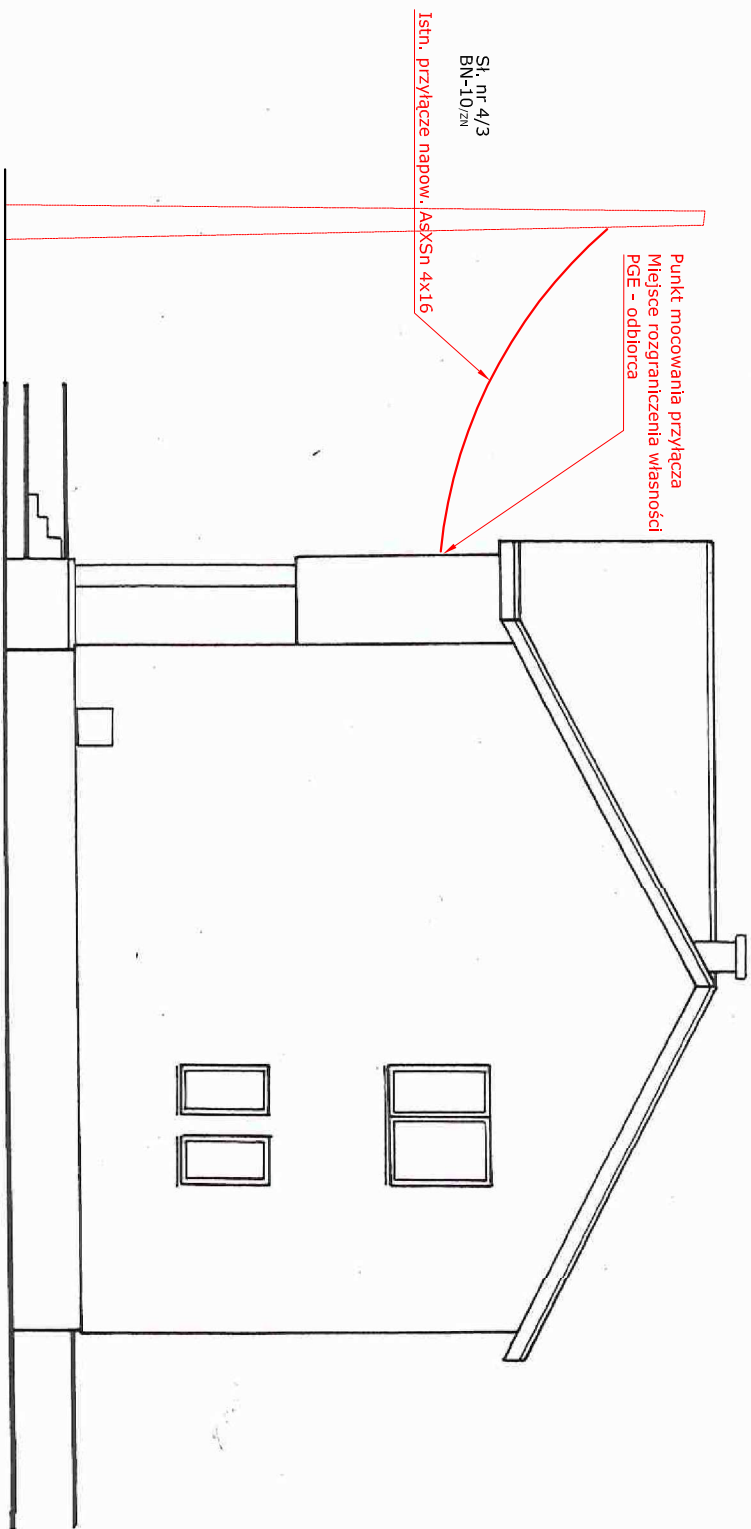 Punkt mocowania przyłącza
Miejsce rozgraniczenia własności
PGE - odbiorca
Sł. nr 4/3
BN-10/ZN
Istn. przyłącze napow. AsXSn 4x16